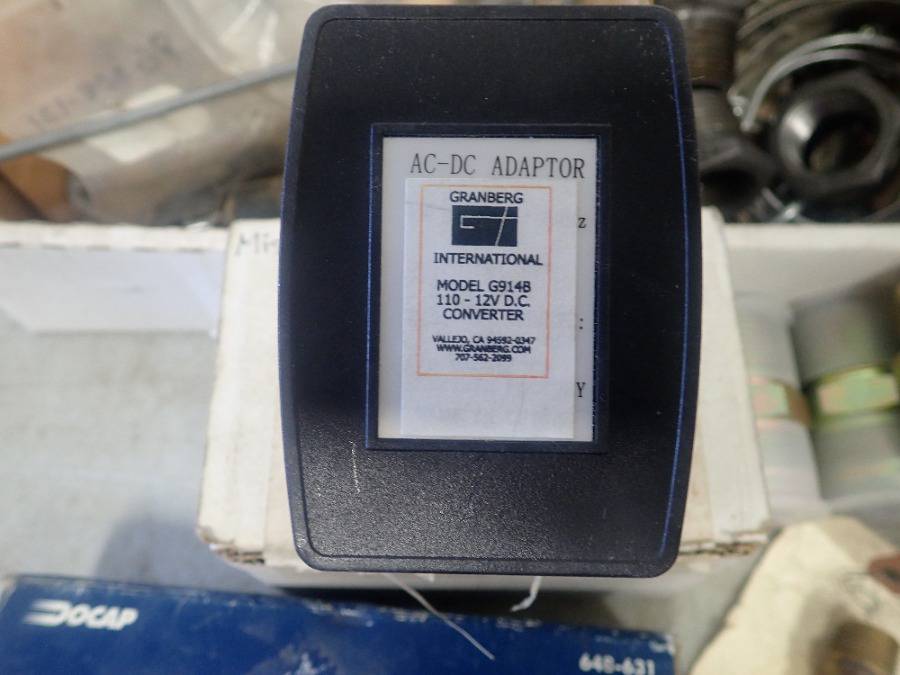 AC-DC ADAPTOR
GRANBERG
INTERNATIONAL
MODEL G914B
110 - 12V D.C.
CONVERTER
VALLEJO, CA 94592-0347
WWW.GRANBERG.COM
707-562-2099
z
:
Y
DOCAP
648-631